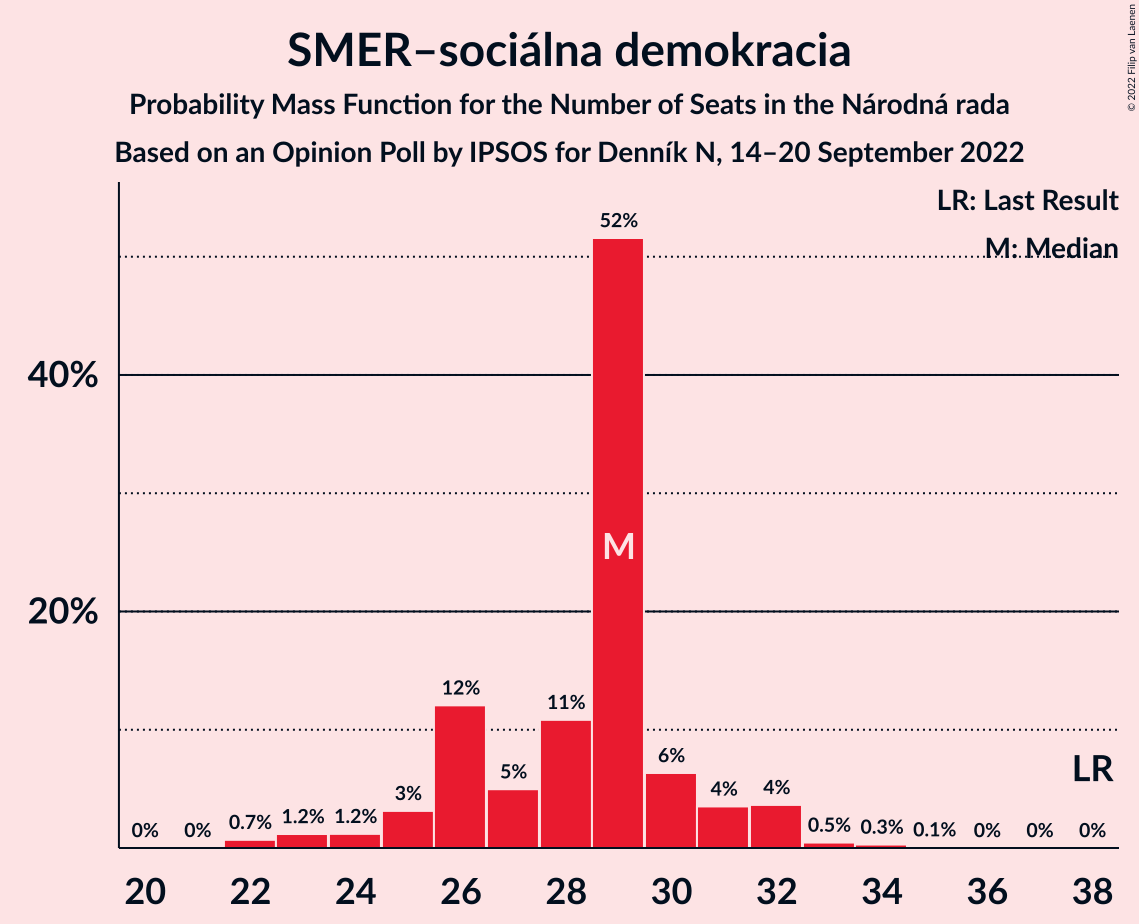 SMER–sociálna demokracia
Probability Mass Function for the Number of Seats in the Národná rada
Based on an Opinion Poll by IPSOS for Denník N, 14–20 September 2022
© 2022 Filip van Laenen
LR: Last Result
M: Median
40%
20%
0%
0%
0.7%
1.2%
1.2%
3%
12%
5%
11%
52%
M
6%
4%
4%
0.5%
0.3%
0.1%
0%
0%
0%
LR
20 22 24 26 28 30 32 34 36 38